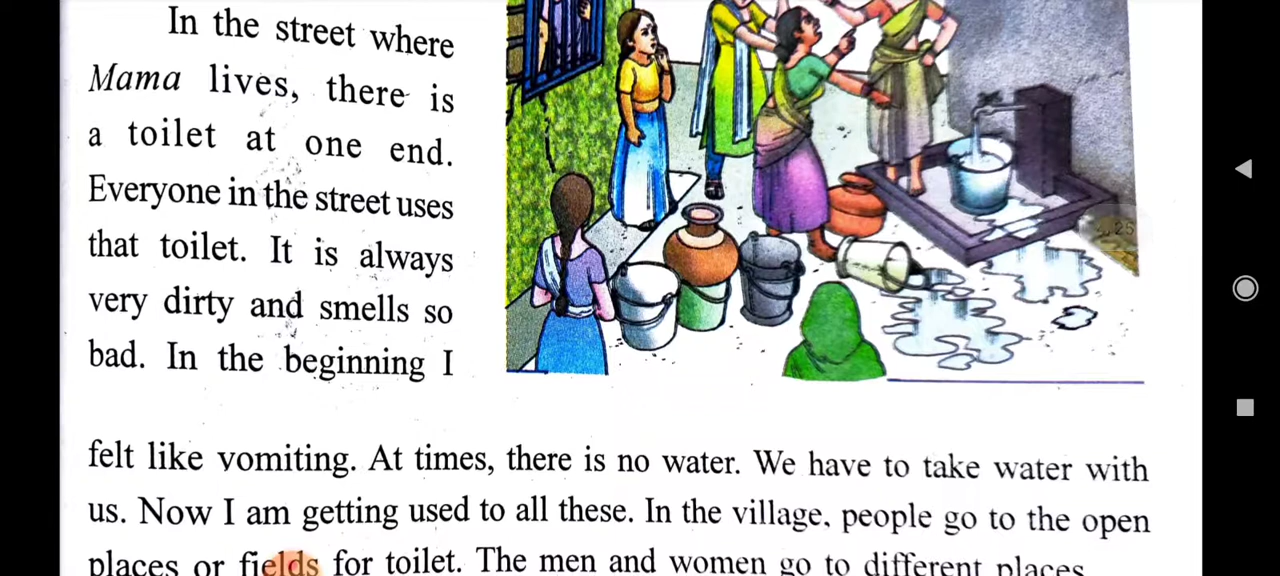 In the street where
Mama lives, there is
a toilet at one end.
Everyone in the street uses
that toilet. It is always
very dirty and smells so
bad. In the beginning I
felt like vomiting. At times, there is no water. We have to take water with
us. Now I am getting used to all these. In the village, people go to the open
places or fields for toilet. The men and women go to different places.
25